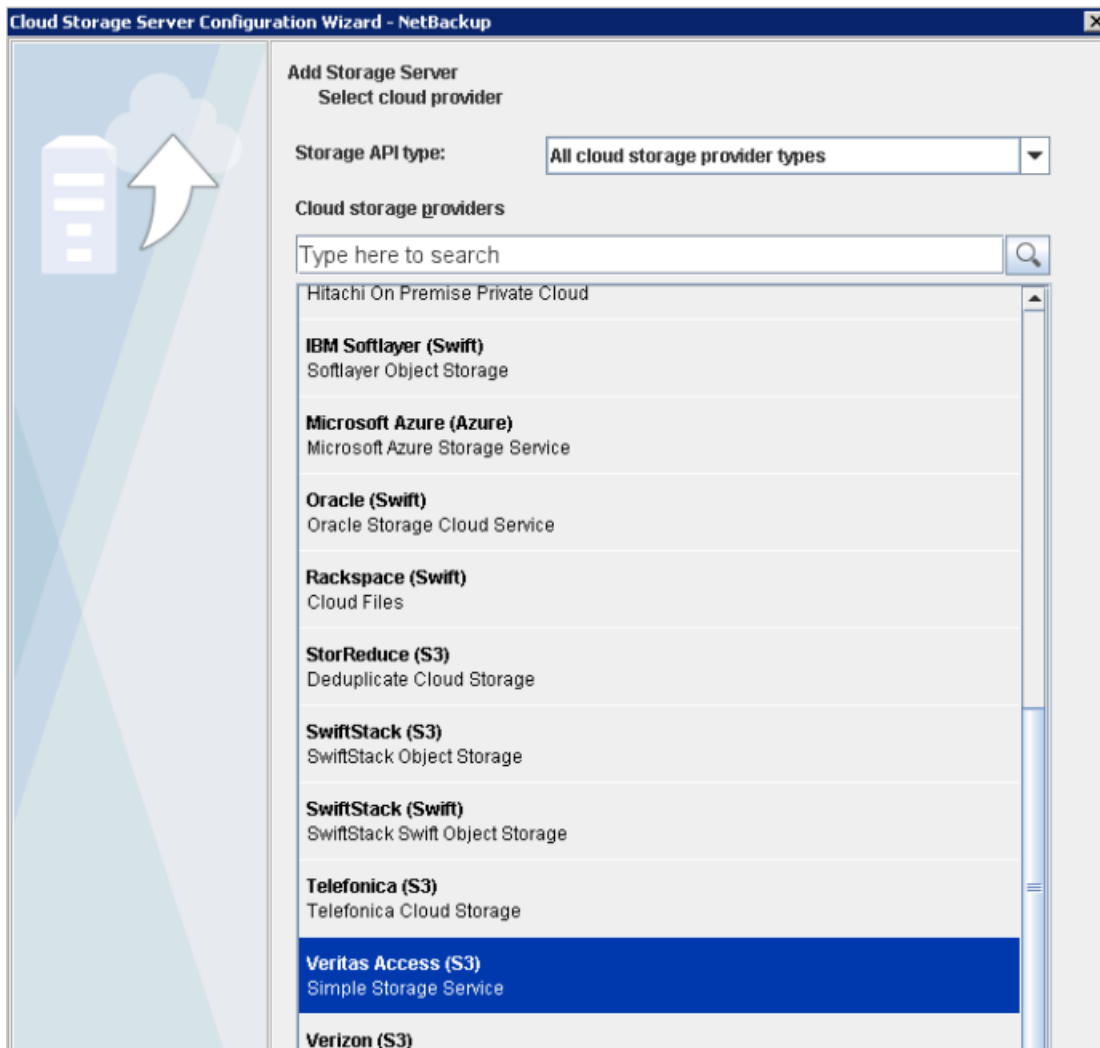 Cloud Storage Server Configuration Wizard - NetBackup
Add Storage Server
Select cloud provider
Storage API type:
All cloud storage provider types
Cloud storage providers
Type here to search
Hitachi On Premise Private Cloud
IBM Softlayer (Swift)
Softlayer Object Storage
Microsoft Azure (Azure)
Microsoft Azure Storage Service
Oracle (Swift)
Oracle Storage Cloud Service
Rackspace (Swift)
Cloud Files
StorReduce (S3)
Deduplicate Cloud Storage
SwiftStack (S3)
SwiftStack Object Storage
SwiftStack (Swift)
SwiftStack Swift Object Storage
Telefonica (S3)
Telefonica Cloud Storage
Veritas Access (S3)
Simple Storage Service
Verizon (S3)